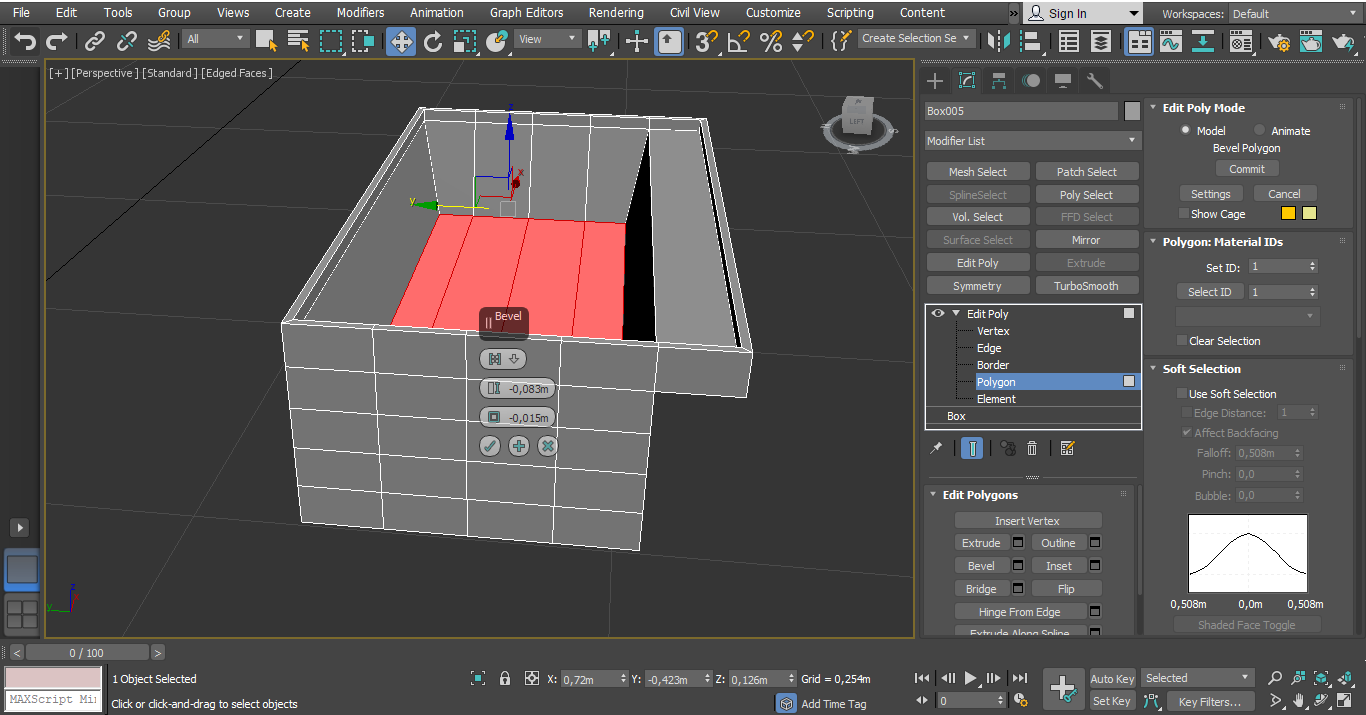 File Edit Tools Group Views Create Modifiers Animation Graph Editors Rendering Civil View Customize Scripting Content » Sign In Workspaces: Default
All View Create Selection Se
[+] [Perspective] [Standard] [Edged Faces]
z
x
y
LEFT
Bevel
-0,083m
-0,015m
Box005
Modifier List
Mesh Select Patch Select
SplineSelect Poly Select
Vol. Select FFD Select
Surface Select Mirror
Edit Poly Extrude
Symmetry TurboSmooth
Edit Poly
Vertex
Edge
Border
Polygon
Element
Box
Edit Polygons
Insert Vertex
Extrude Outline
Bevel Inset
Bridge Flip
Hinge From Edge
Extrude Along Spline
Edit Poly Mode
Model Animate
Bevel Polygon
Commit
Settings Cancel
Show Cage
Polygon: Material IDs
Set ID: 1
Select ID 1
Clear Selection
Soft Selection
Use Soft Selection
Edge Distance: 1
Affect Backfacing
Falloff: 0,508m
Pinch: 0,0
Bubble: 0,0
0,508m 0,0m 0,508m
Shaded Face Toggle
z
y
< 0 / 100 >
1 Object Selected X: 0,72m Y: -0,423m Z: 0,126m Grid = 0,254m Auto Key Selected
MAXScript Mi Click or click-and-drag to select objects Add Time Tag 0 Set Key Key Filters...